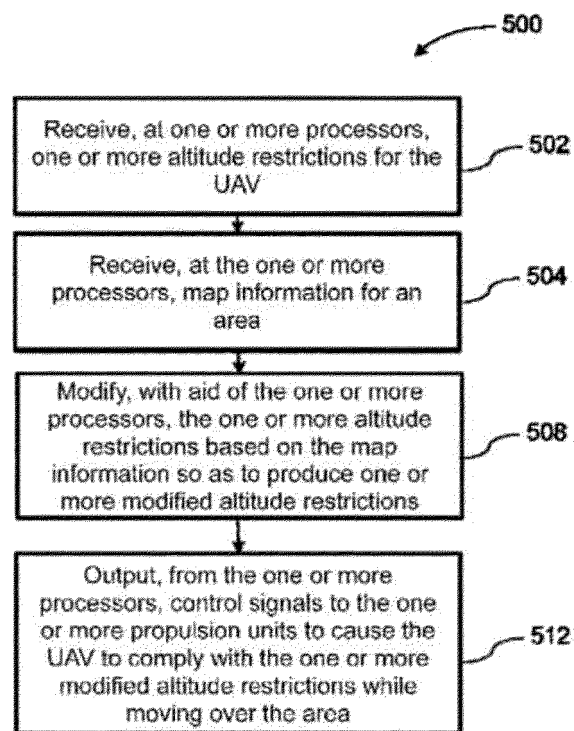 500
Receive, at one or more processors,
one or more altitude restrictions for the
UAV
502
Receive, at the one or more
processors, map information for an
area
504
Modify, with aid of the one or more
processors, the one or more altitude
restrictions based on the map
information so as to produce one or
more modified altitude restrictions
508
Output, from the one or more
processors, control signals to the one
or more propulsion units to cause the
UAV to comply with the one or more
modified altitude restrictions while
moving over the area
512